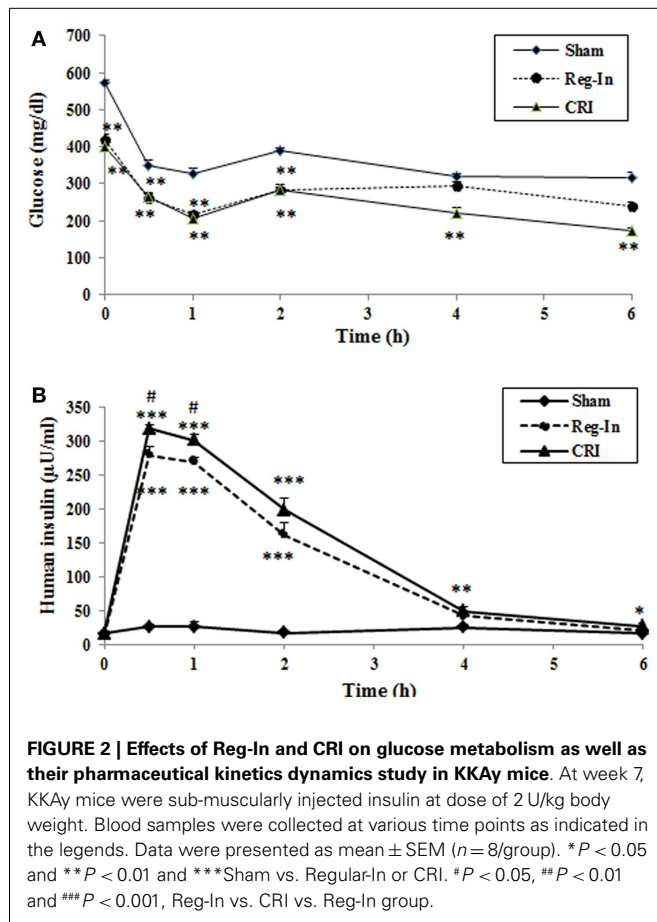 A
Sham
Reg-In
CRI
Glucose (mg/dl)
700
600
500
400
300
200
100
0
** ** ** ** ** ** ** ** ** **
0 1 2 3 4 5 6
Time (h)
B
Sham
Reg-In
CRI
Human insulin (µU/ml)
350
300
250
200
150
100
50
0
# #
*** *** ***
*** *** ***
** *
0 1 2 3 4 5 6
Time (h)
FIGURE 2 | Effects of Reg-In and CRI on glucose metabolism as well as
their pharmaceutical kinetics dynamics study in KKAy mice. At week 7,
KKAy mice were sub-muscularly injected insulin at dose of 2 U/kg body
weight. Blood samples were collected at various time points as indicated in
the legends. Data were presented as mean ± SEM (n = 8/group). *P < 0.05
and **P < 0.01 and ***Sham vs. Regular-In or CRI. #P < 0.05, ##P < 0.01
and ###P < 0.001, Reg-In vs. CRI vs. Reg-In group.